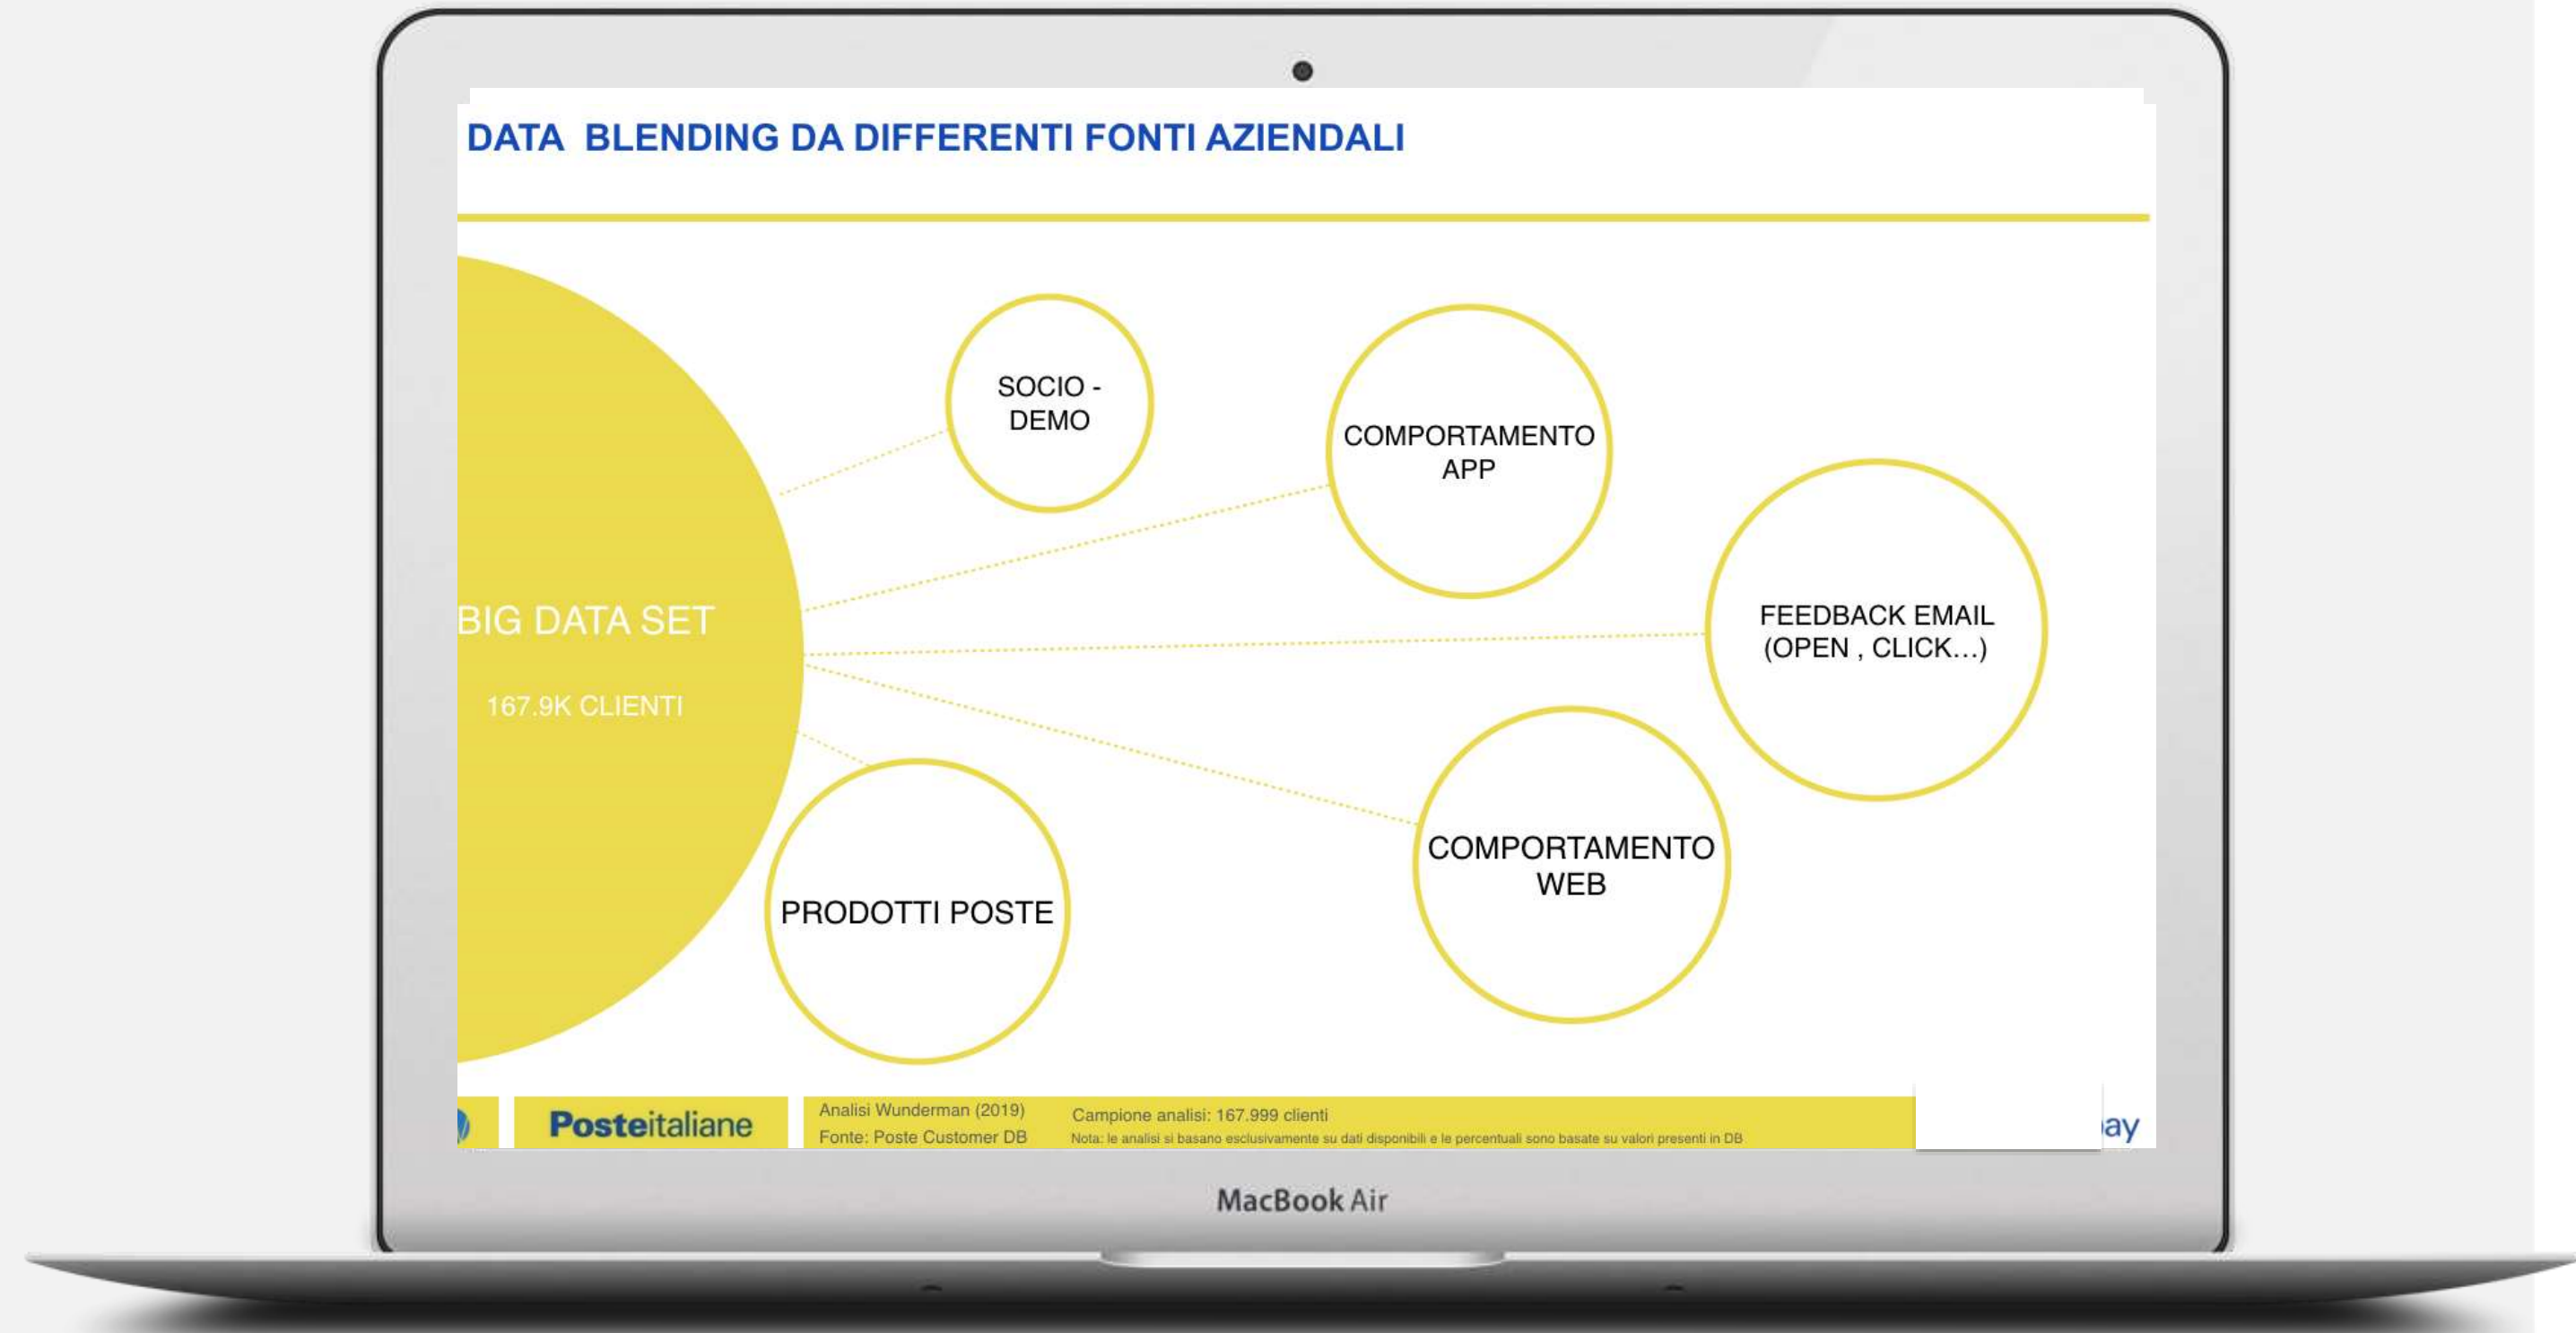 DATA BLENDING DA DIFFERENTI FONTI AZIENDALI
SOCIO -
DEMO
COMPORTAMENTO
APP
FEEDBACK EMAIL
(OPEN , CLICK...)
BIG DATA SET
167.9K CLIENTI
COMPORTAMENTO
WEB
PRODOTTI POSTE
Posteitaliane
Analisi Wunderman (2019)
Fonte: Poste Customer DB
Campione analisi: 167.999 clienti
Nota: le analisi si basano esclusivamente su dati disponibili e le percentuali sono basate su valori presenti in DB
ay
MacBook Air